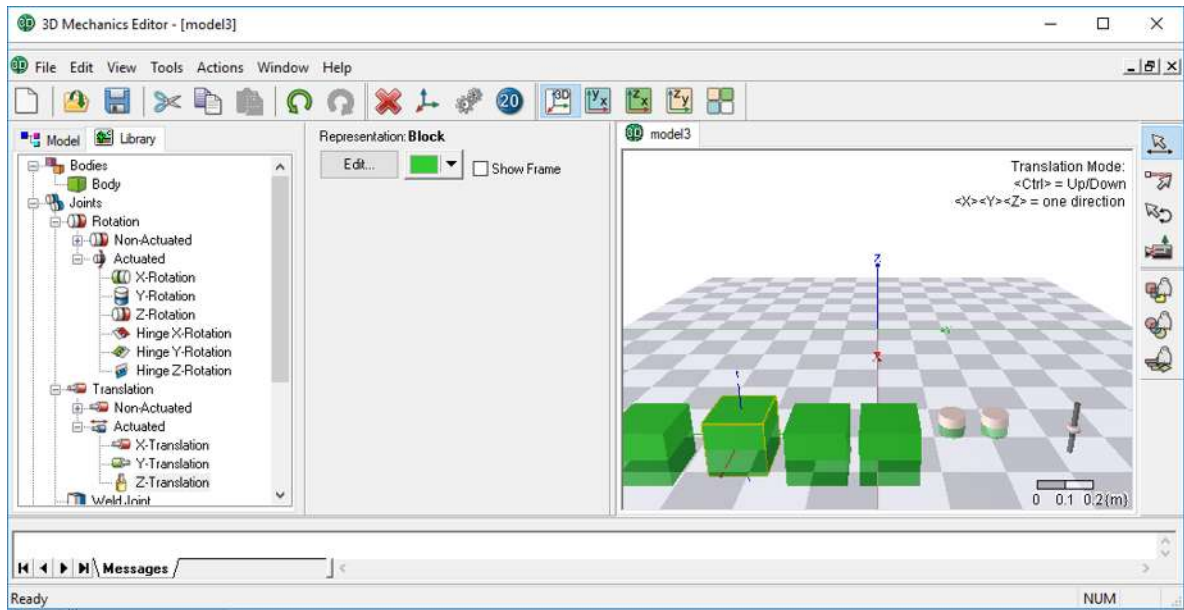 3D Mechanics Editor - [model3]
File Edit View Tools Actions Window Help
20 3D y x z x z y
Model Library
Bodies
Body
Joints
Rotation
Non-Actuated
Actuated
X-Rotation
Y-Rotation
Z-Rotation
Hinge X-Rotation
Hinge Y-Rotation
Hinge Z-Rotation
Translation
Non-Actuated
Actuated
X-Translation
Y-Translation
Z-Translation
Weld Joint
Representation: Block
Edit... Show Frame
model3
Translation Mode:
<Ctrl> = Up/Down
<X><Y><Z> = one direction
Z
Y
X
0 0.1 0.2{m}
Messages
Ready NUM